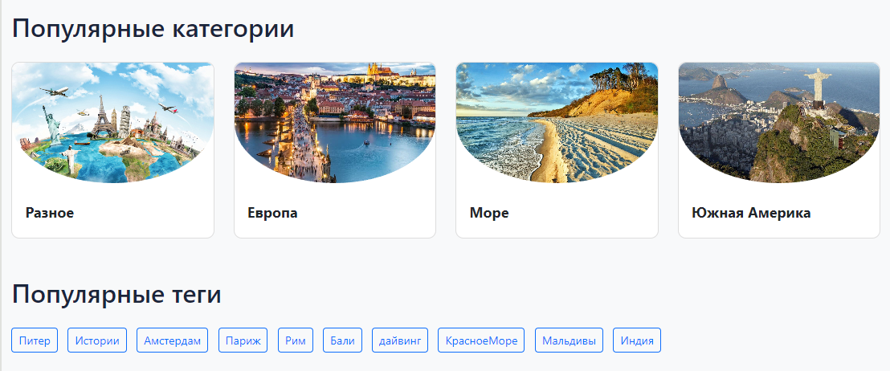 Популярные категории
Разное
Европа
Море
Южная Америка
Популярные теги
Питер
Истории
Амстердам
Париж
Рим
Бали
дайвинг
КрасноеМоре
Мальдивы
Индия